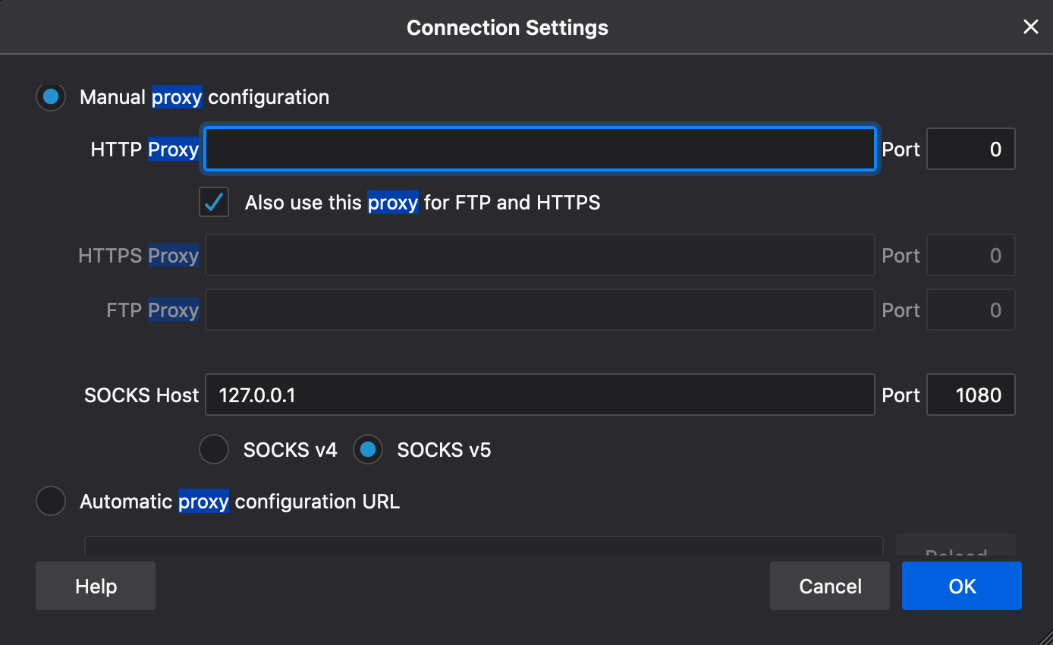 Connection Settings
Manual proxy configuration
HTTP Proxy Port 0
Also use this proxy for FTP and HTTPS
HTTPS Proxy Port 0
FTP Proxy Port 0
SOCKS Host 127.0.0.1 Port 1080
SOCKS v4 SOCKS v5
Automatic proxy configuration URL
Reload
Help Cancel OK